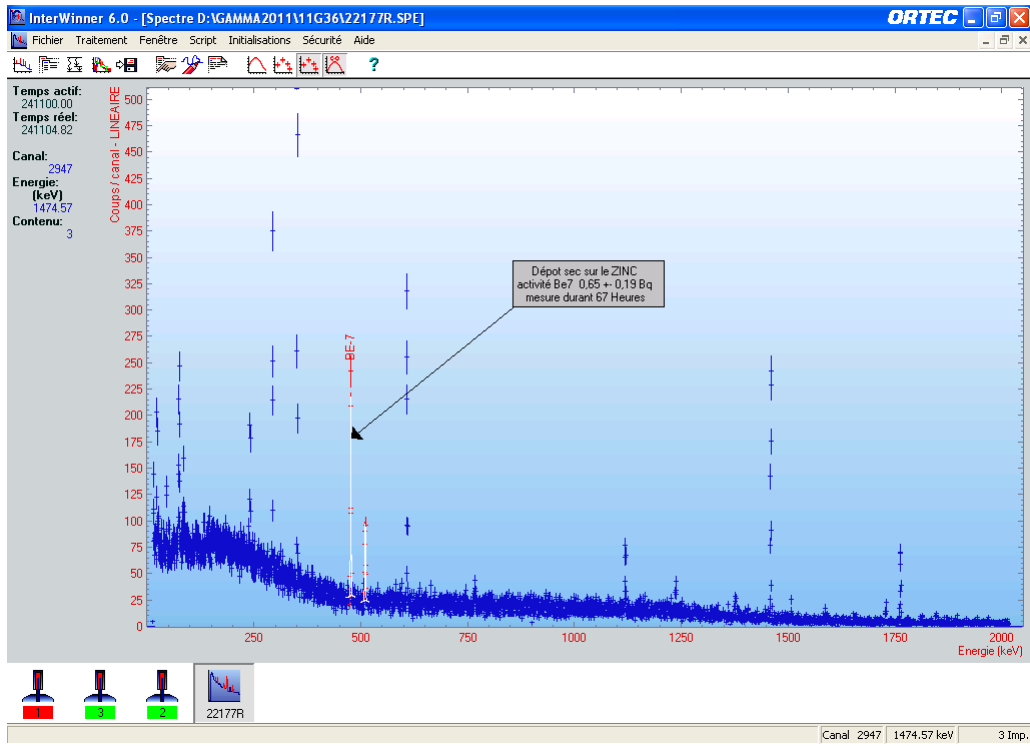 InterWinner 6.0 - [Spectre D:\GAMMA2011\11G36\22177R.SPE]
ORTEC
Fichier Traitement Fenêtre Script Initialisations Sécurité Aide
Temps actif:
241100.00
Temps réel:
241104.82
Canal:
2947
Energie:
(keV)
1474.57
Contenu:
3
Coups / canal - LINEAIRE
500
475
450
425
400
375
350
325
300
275
250
225
200
175
150
125
100
75
50
25
0
BE-7
Dépot sec sur le ZINC
activité Be7 0,65 +- 0,19 Bq
mesure durant 67 Heures
250 500 750 1000 1250 1500 1750 2000
Energie (keV)
1 3 2 22177R
Canal 2947 1474.57 keV 3 Imp.